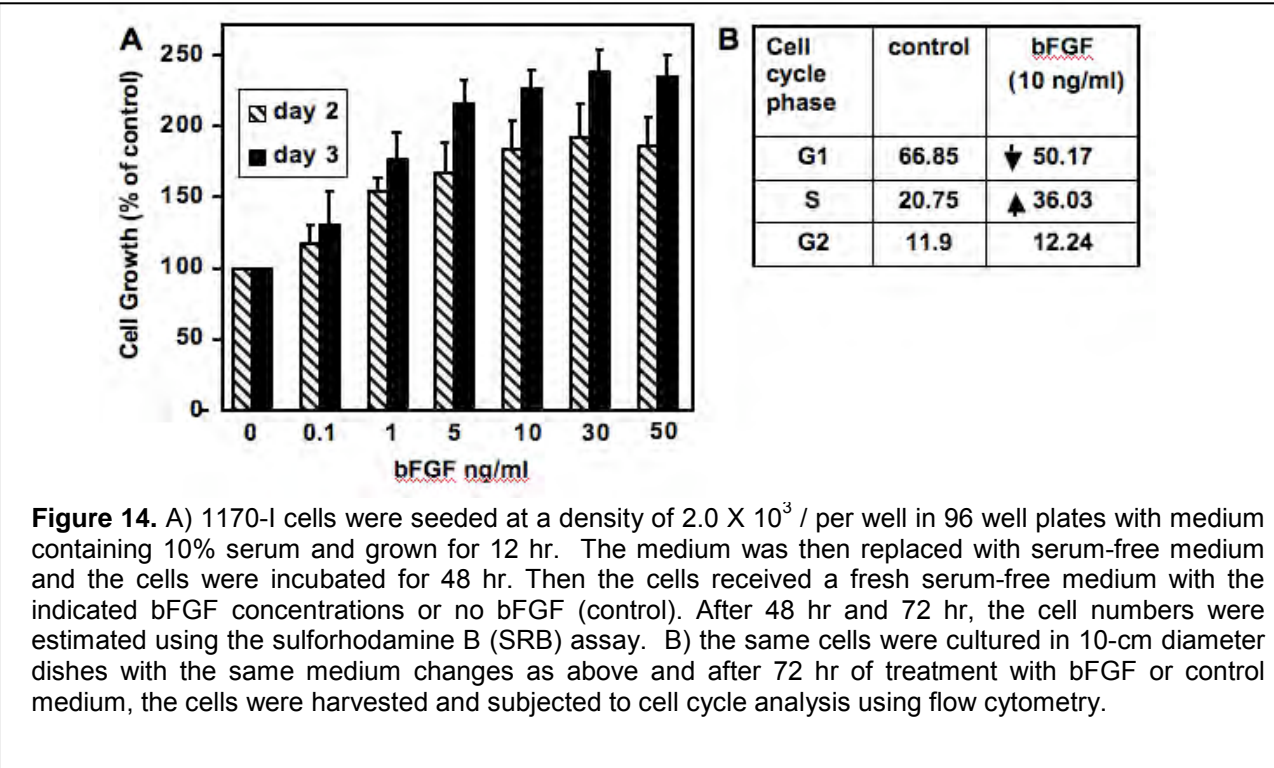 A
250
200
150
100
50
0
Cell Growth (% of control)
day 2
day 3
0 0.1 1 5 10 30 50
bFGF ng/ml
B
Cell cycle phase control bFGF (10 ng/ml)
G1 66.85 50.17
S 20.75 36.03
G2 11.9 12.24
Figure 14. A) 1170-I cells were seeded at a density of 2.0 X 10³ / per well in 96 well plates with medium
containing 10% serum and grown for 12 hr. The medium was then replaced with serum-free medium
and the cells were incubated for 48 hr. Then the cells received a fresh serum-free medium with the
indicated bFGF concentrations or no bFGF (control). After 48 hr and 72 hr, the cell numbers were
estimated using the sulforhodamine B (SRB) assay. B) the same cells were cultured in 10-cm diameter
dishes with the same medium changes as above and after 72 hr of treatment with bFGF or control
medium, the cells were harvested and subjected to cell cycle analysis using flow cytometry.